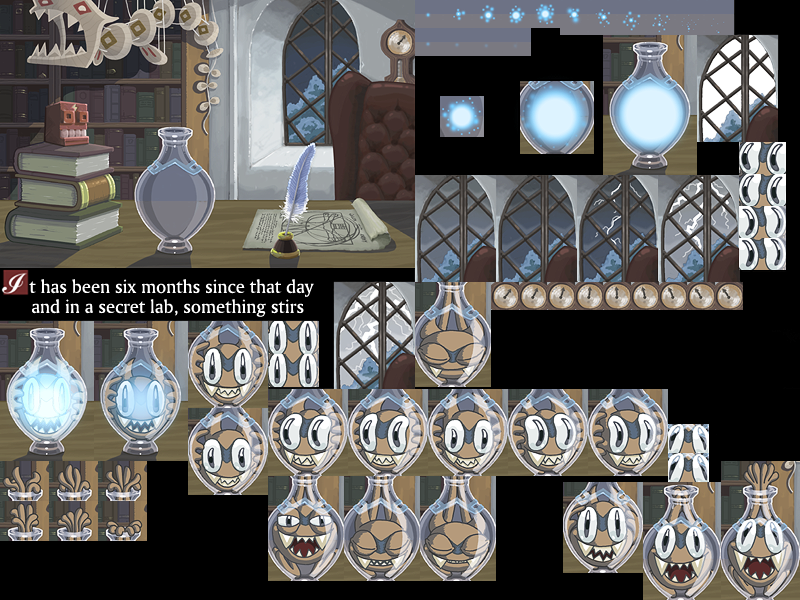 It has been six months since that day
and in a secret lab, something stirs